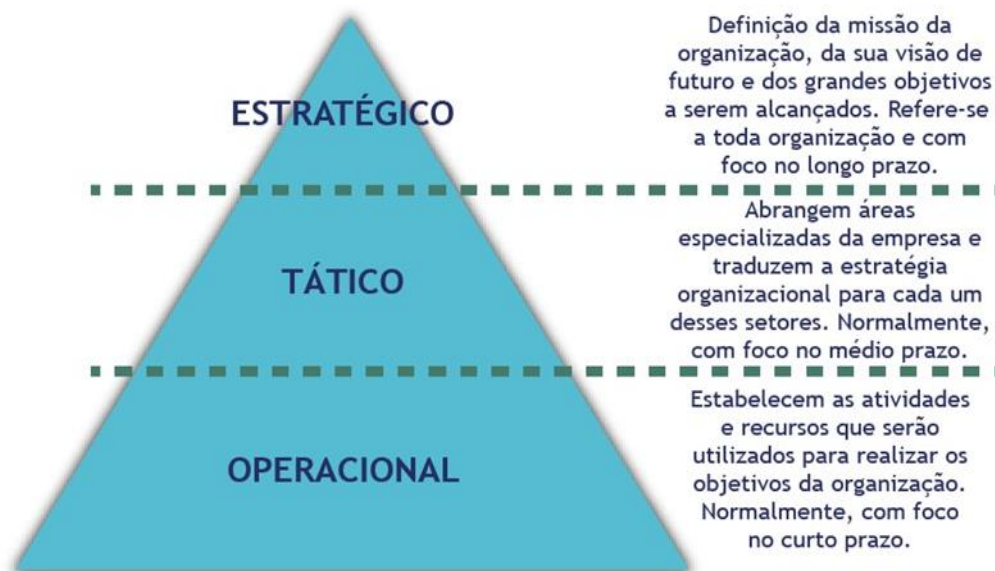 ESTRATÉGICO
Definição da missão da
organização, da sua visão de
futuro e dos grandes objetivos
a serem alcançados. Refere-se
a toda organização e com
foco no longo prazo.
TÁTICO
Abrangem áreas
especializadas da empresa e
traduzem a estratégia
organizacional para cada um
desses setores. Normalmente,
com foco no médio prazo.
OPERACIONAL
Estabelecem as atividades
e recursos que serão
utilizados para realizar os
objetivos da organização.
Normalmente, com foco
no curto prazo.